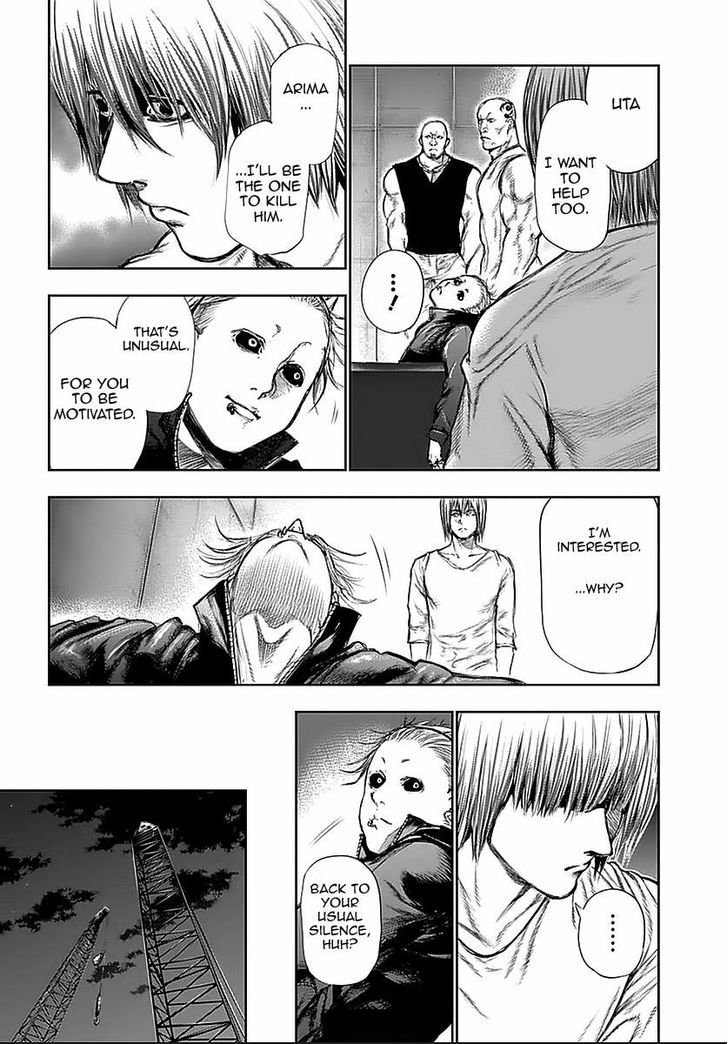 UTA
I WANT
TO
HELP
TOO.
...!
ARIMA
...
...I'LL BE
THE ONE
TO KILL
HIM.
THAT'S
UNUSUAL.
FOR YOU
TO BE
MOTIVATED.
I'M
INTERESTED.
...WHY?
.....
BACK TO
YOUR
USUAL
SILENCE,
HUH?